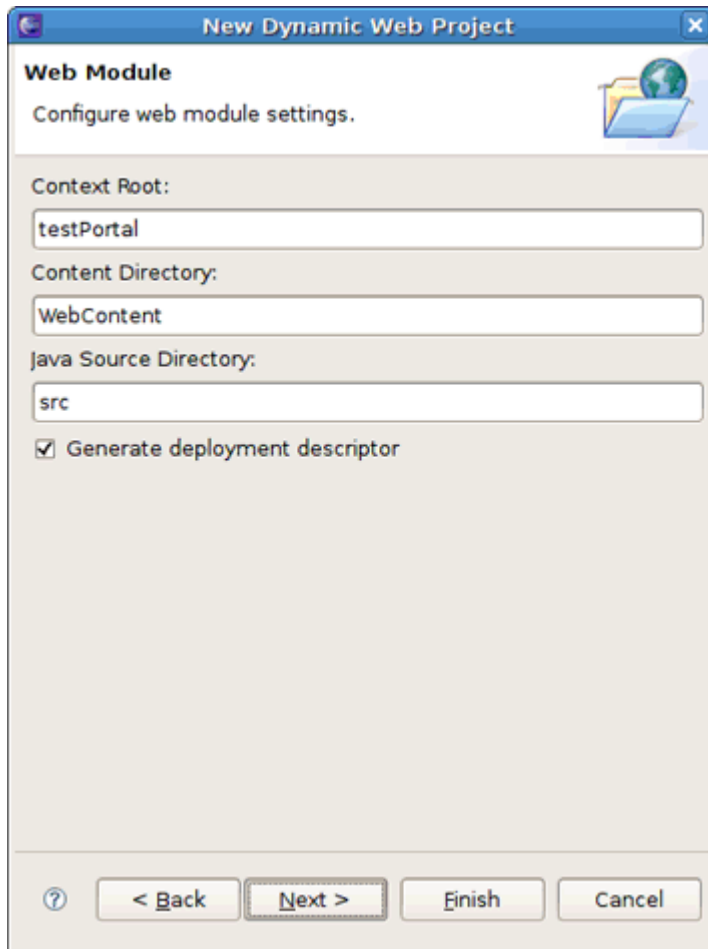 New Dynamic Web Project
Web Module
Configure web module settings.
Context Root:
testPortal
Content Directory:
WebContent
Java Source Directory:
src
Generate deployment descriptor
? < Back Next > Finish Cancel